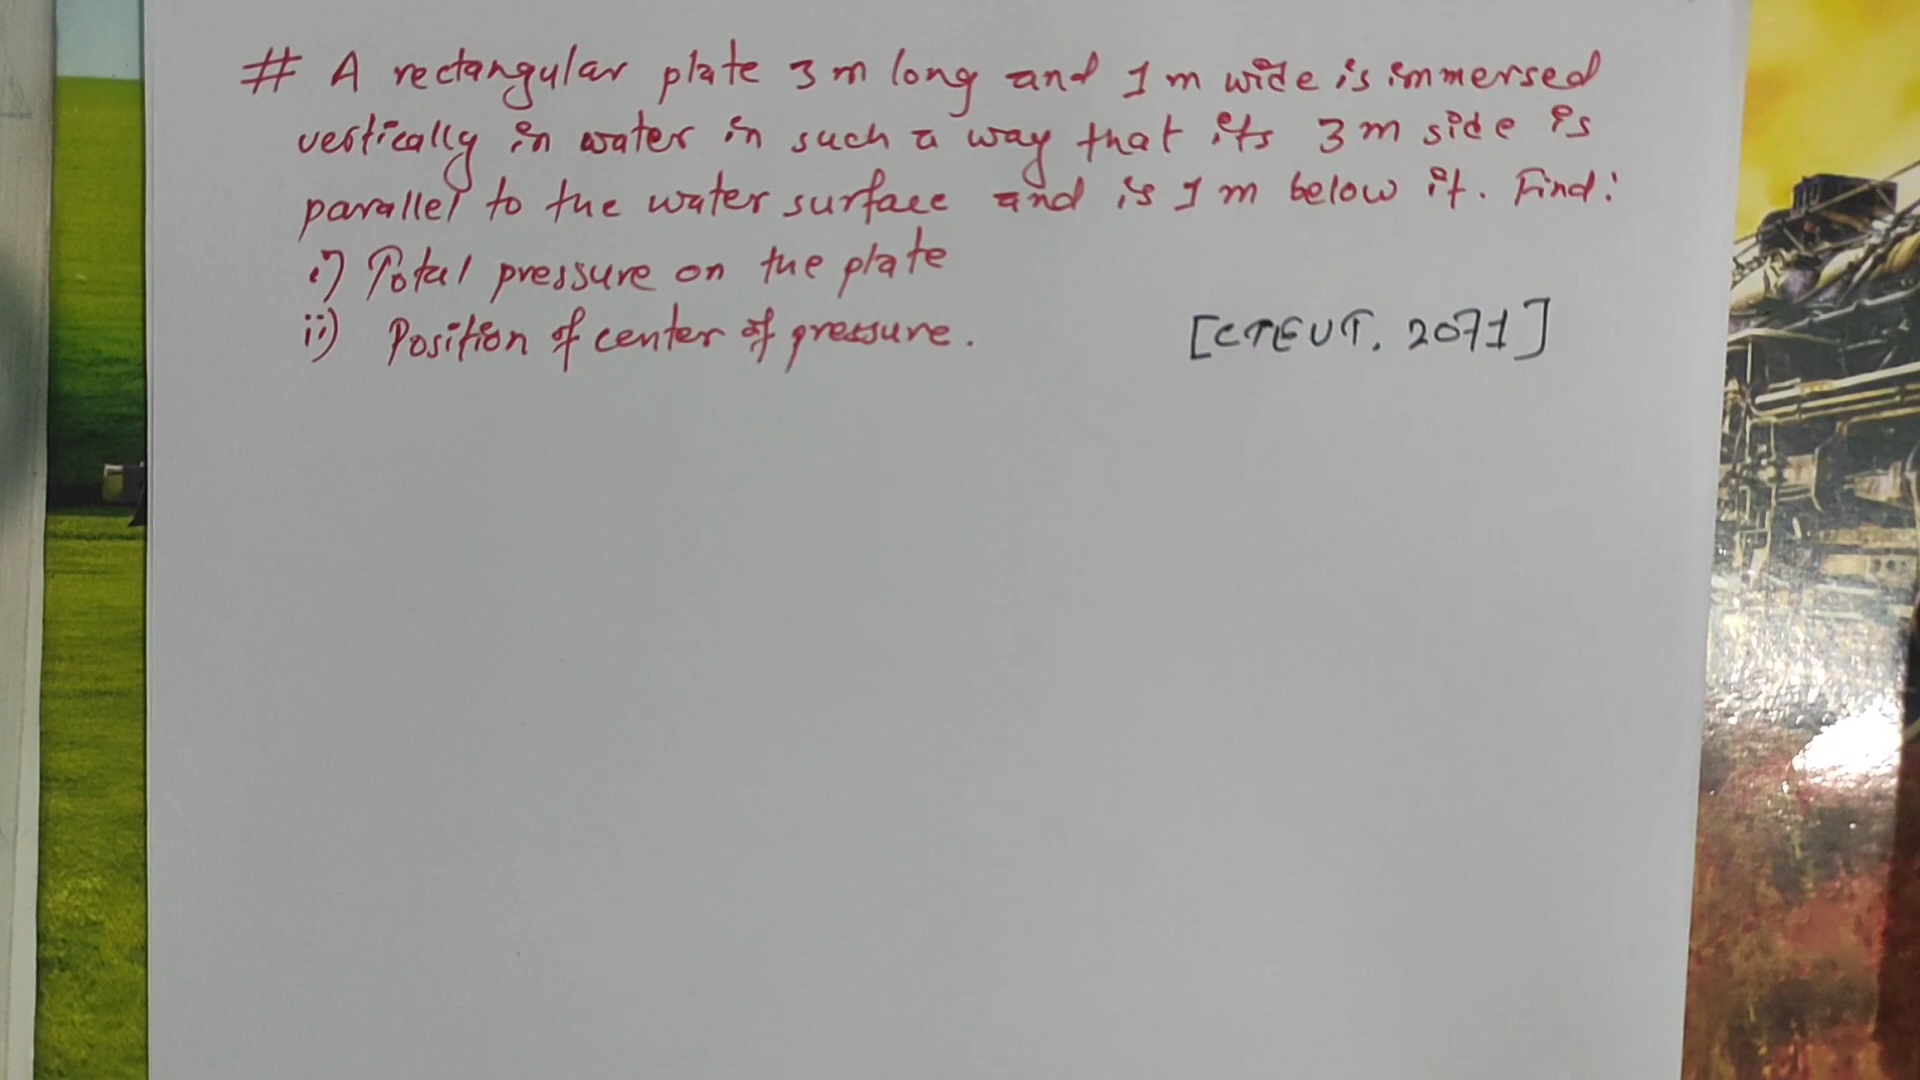 # A rectangular plate 3 m long and 1 m wide is immersed
vertically in water in such a way that its 3 m side is
parallel to the water surface and is 1 m below it. Find:
i) Total pressure on the plate
ii) Position of center of pressure.
[CTEVT. 2071]